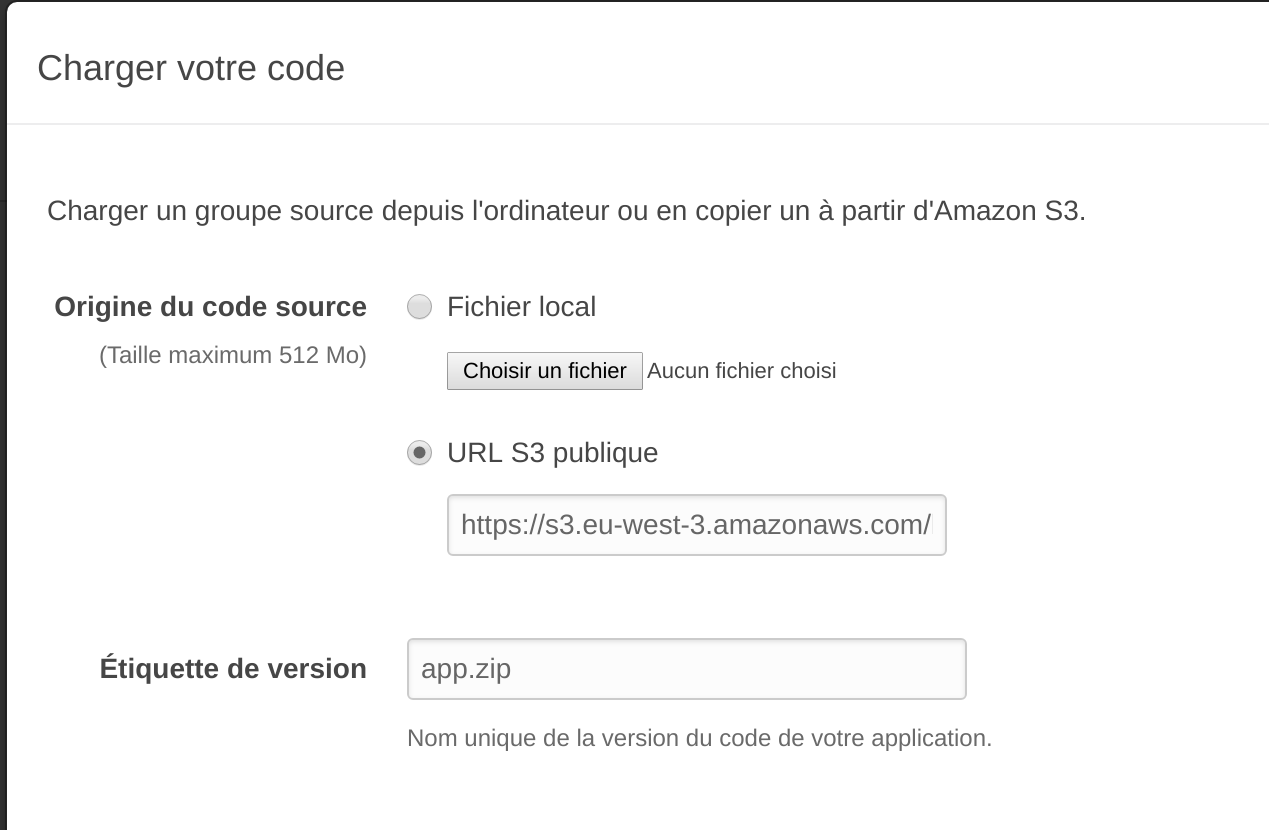 Charger votre code
Charger un groupe source depuis l'ordinateur ou en copier un à partir d'Amazon S3.
Origine du code source
(Taille maximum 512 Mo)
Fichier local
Choisir un fichier Aucun fichier choisi
URL S3 publique
https://s3.eu-west-3.amazonaws.com/
Étiquette de version
app.zip
Nom unique de la version du code de votre application.